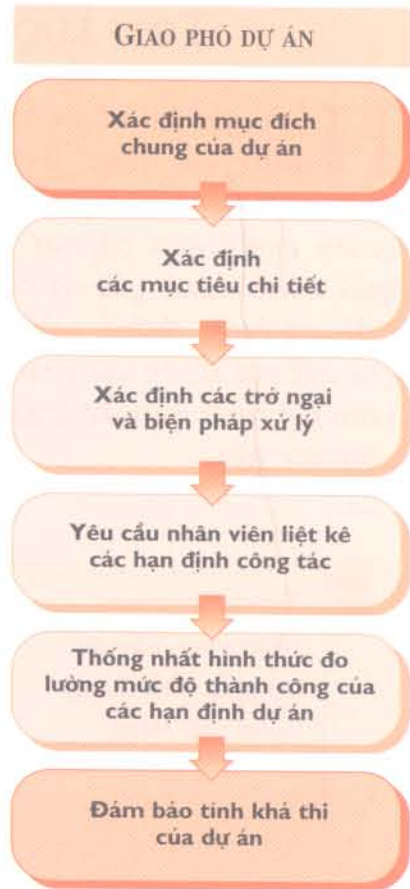 GIAO PHÓ DỰ ÁN
Xác định mục đích
chung của dự án
Xác định
các mục tiêu chi tiết
Xác định các trở ngại
và biện pháp xử lý
Yêu cầu nhân viên liệt kê
các hạn định công tác
Thống nhất hình thức đo
lường mức độ thành công của
các hạn định dự án
Đảm bảo tính khả thi
của dự án